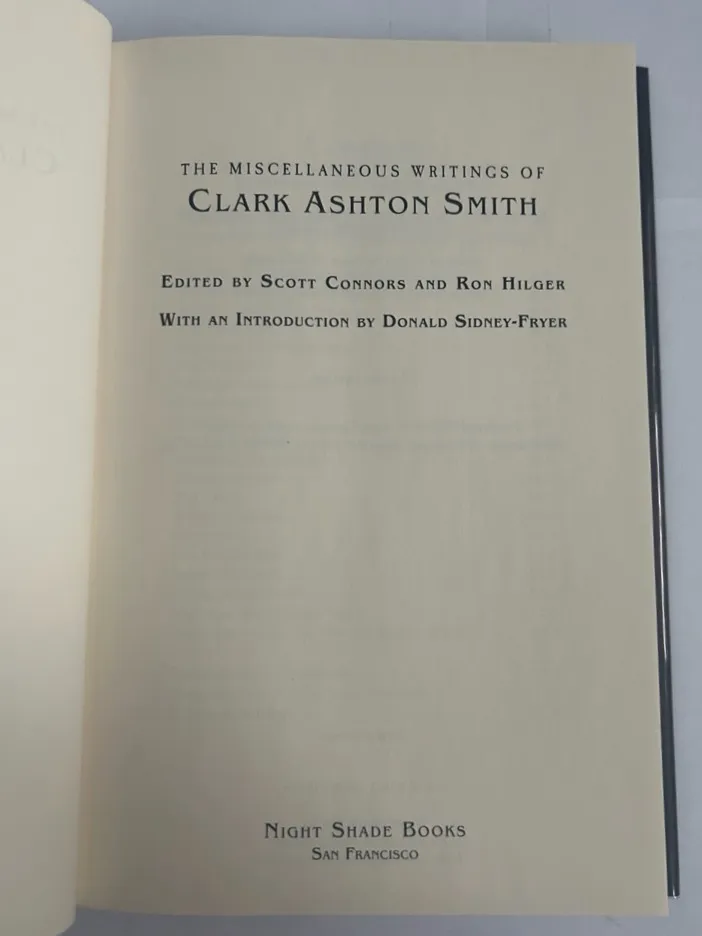 THE MISCELLANEOUS WRITINGS OF
CLARK ASHTON SMITH
EDITED BY SCOTT CONNORS AND RON HILGER
WITH AN INTRODUCTION BY DONALD SIDNEY-FRYER
NIGHT SHADE BOOKS
SAN FRANCISCO